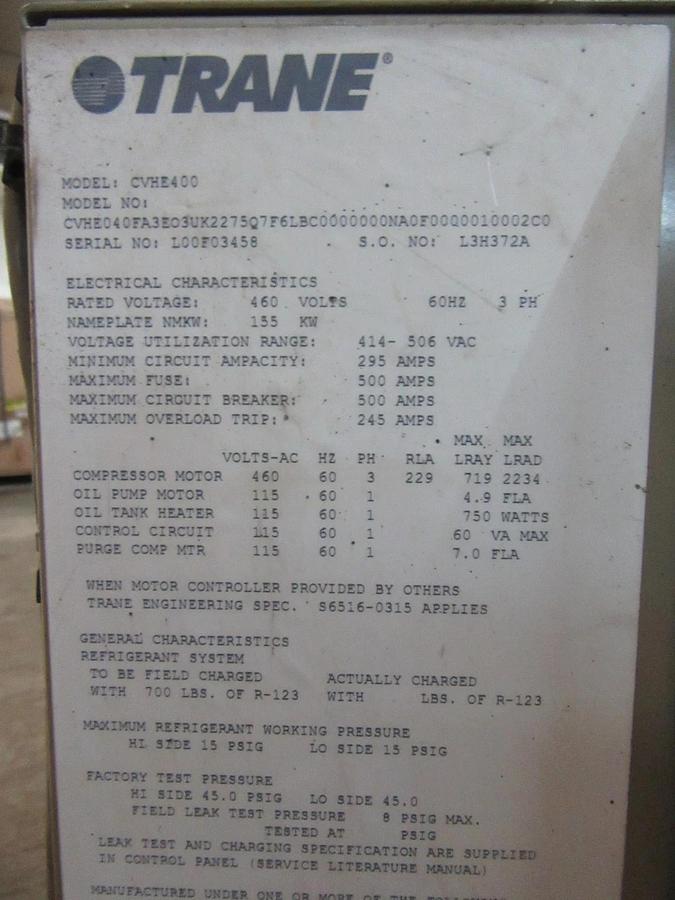 TRANE®
MODEL: CVHE400
MODEL NO:
CVHE040FA3EO3UK2275Q7F6LBC0000000NA0F00Q0010002C0
SERIAL NO: L00F03458 S.O. NO: L3H372A
ELECTRICAL CHARACTERISTICS
RATED VOLTAGE: 460 VOLTS 60HZ 3 PH
NAMEPLATE NMKW: 155 KW
VOLTAGE UTILIZATION RANGE: 414- 506 VAC
MINIMUM CIRCUIT AMPACITY: 295 AMPS
MAXIMUM FUSE: 500 AMPS
MAXIMUM CIRCUIT BREAKER: 500 AMPS
MAXIMUM OVERLOAD TRIP: 245 AMPS
MAX MAX
VOLTS-AC HZ PH RLA LRAY LRAD
COMPRESSOR MOTOR 460 60 3 229 719 2234
OIL PUMP MOTOR 115 60 1 4.9 FLA
OIL TANK HEATER 115 60 1 750 WATTS
CONTROL CIRCUIT 115 60 1 60 VA MAX
PURGE COMP MTR 115 60 1 7.0 FLA
WHEN MOTOR CONTROLLER PROVIDED BY OTHERS
TRANE ENGINEERING SPEC. S6516-0315 APPLIES
GENERAL CHARACTERISTICS
REFRIGERANT SYSTEM
TO BE FIELD CHARGED ACTUALLY CHARGED
WITH 700 LBS. OF R-123 WITH LBS. OF R-123
MAXIMUM REFRIGERANT WORKING PRESSURE
HI SIDE 15 PSIG LO SIDE 15 PSIG
FACTORY TEST PRESSURE
HI SIDE 45.0 PSIG LO SIDE 45.0
FIELD LEAK TEST PRESSURE 8 PSIG MAX.
TESTED AT PSIG
LEAK TEST AND CHARGING SPECIFICATION ARE SUPPLIED
IN CONTROL PANEL (SERVICE LITERATURE MANUAL)
MANUFACTURED UNDER ONE OR MORE OF THE FOLLOWING